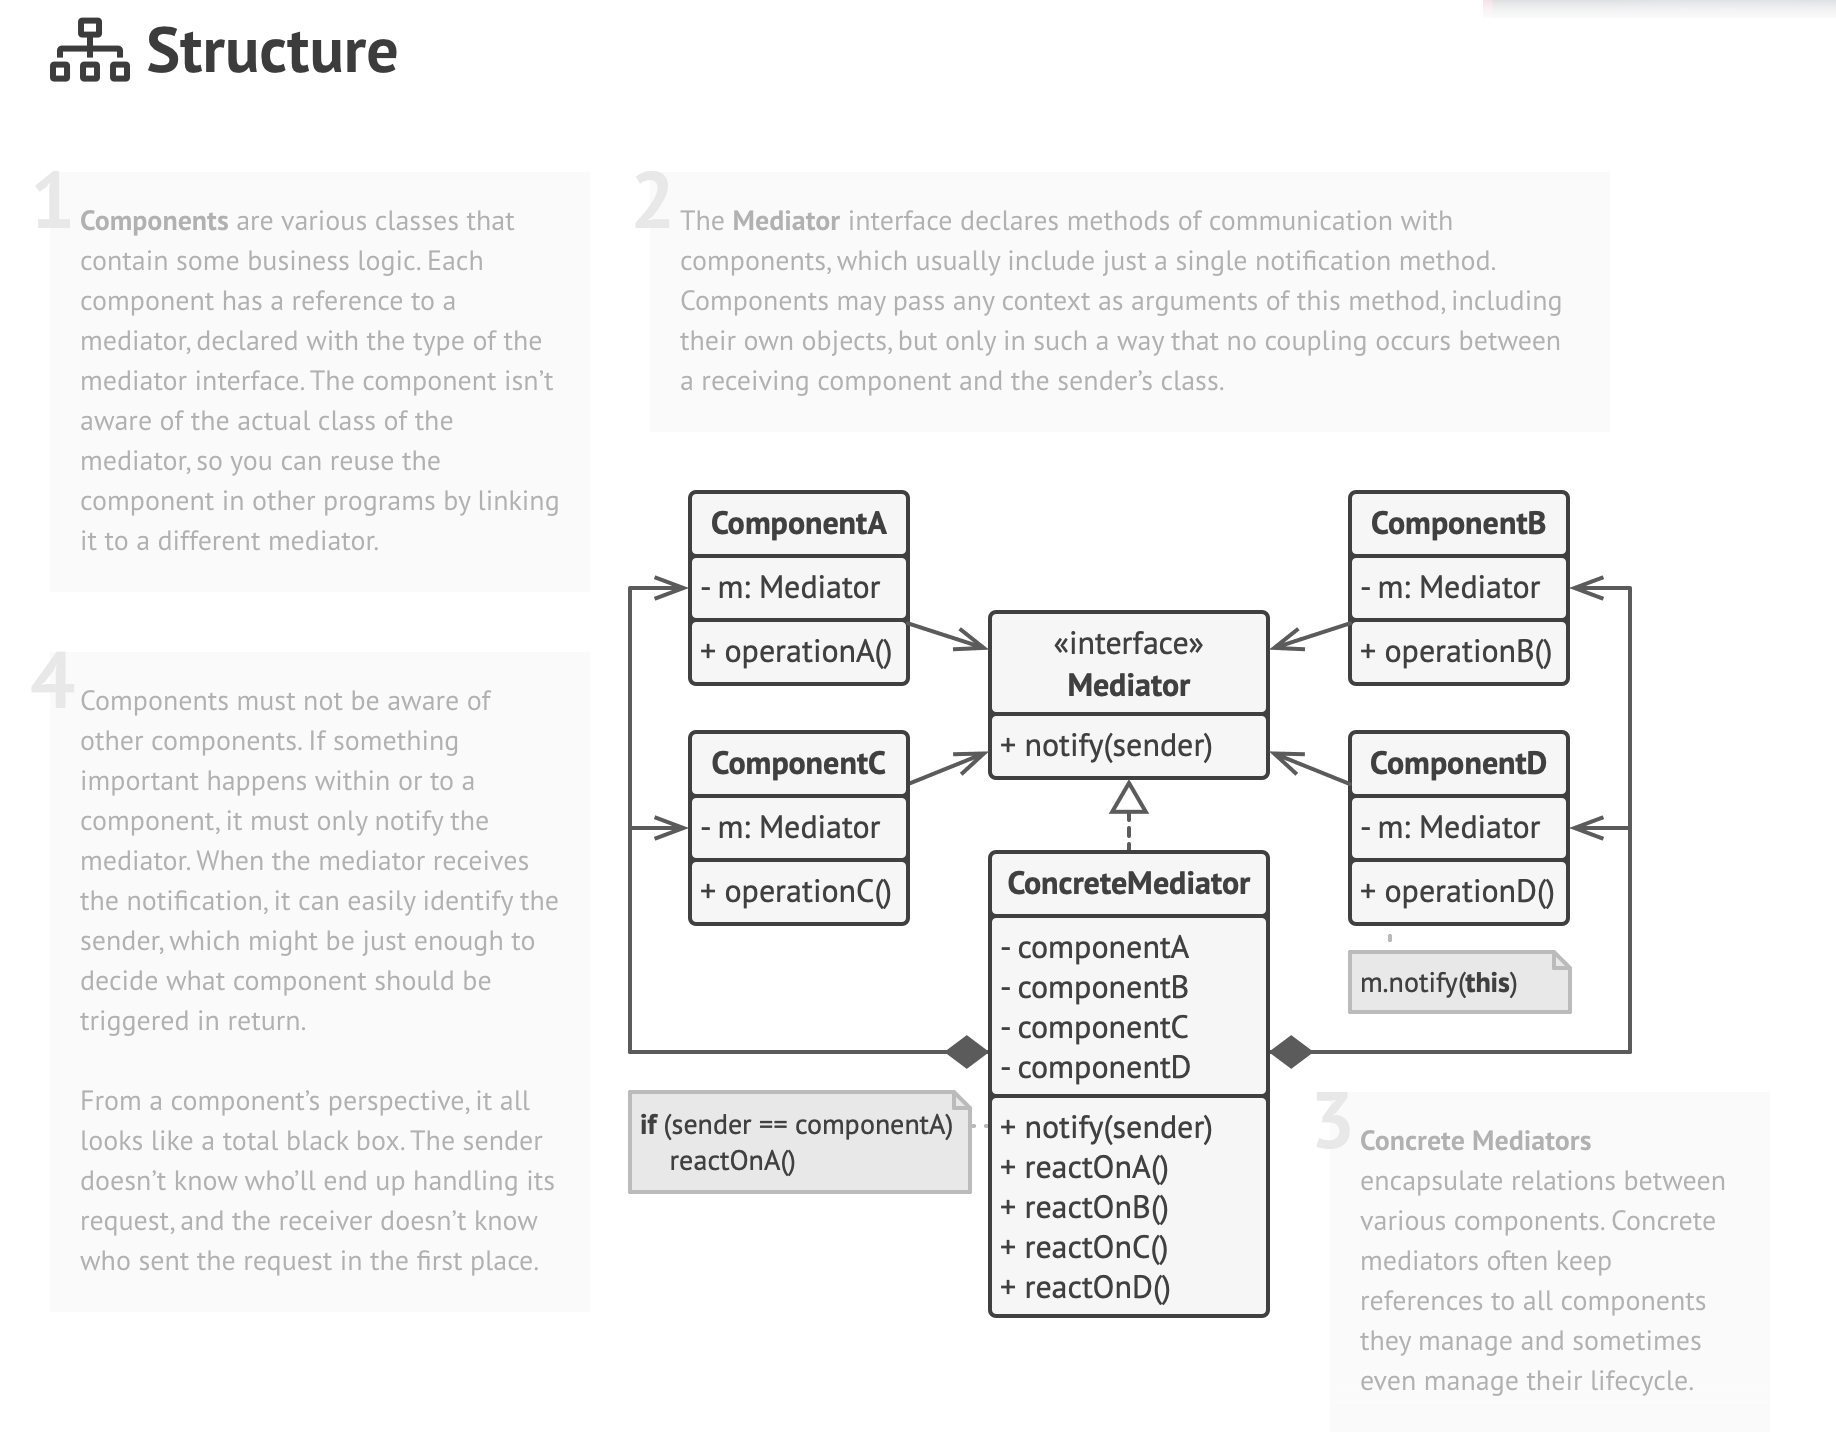 Structure
1
Components are various classes that
contain some business logic. Each
component has a reference to a
mediator, declared with the type of the
mediator interface. The component isn’t
aware of the actual class of the
mediator, so you can reuse the
component in other programs by linking
it to a different mediator.
2
The Mediator interface declares methods of communication with
components, which usually include just a single notification method.
Components may pass any context as arguments of this method, including
their own objects, but only in such a way that no coupling occurs between
a receiving component and the sender’s class.
ComponentA
- m: Mediator
+ operationA()
ComponentB
- m: Mediator
+ operationB()
«interface»
Mediator
+ notify(sender)
ComponentC
- m: Mediator
+ operationC()
ComponentD
- m: Mediator
+ operationD()
m.notify(this)
ConcreteMediator
- componentA
- componentB
- componentC
- componentD
+ notify(sender)
+ reactOnA()
+ reactOnB()
+ reactOnC()
+ reactOnD()
if (sender == componentA)
reactOnA()
3
Concrete Mediators
encapsulate relations between
various components. Concrete
mediators often keep
references to all components
they manage and sometimes
even manage their lifecycle.
4
Components must not be aware of
other components. If something
important happens within or to a
component, it must only notify the
mediator. When the mediator receives
the notification, it can easily identify the
sender, which might be just enough to
decide what component should be
triggered in return.
From a component’s perspective, it all
looks like a total black box. The sender
doesn’t know who’ll end up handling its
request, and the receiver doesn’t know
who sent the request in the first place.